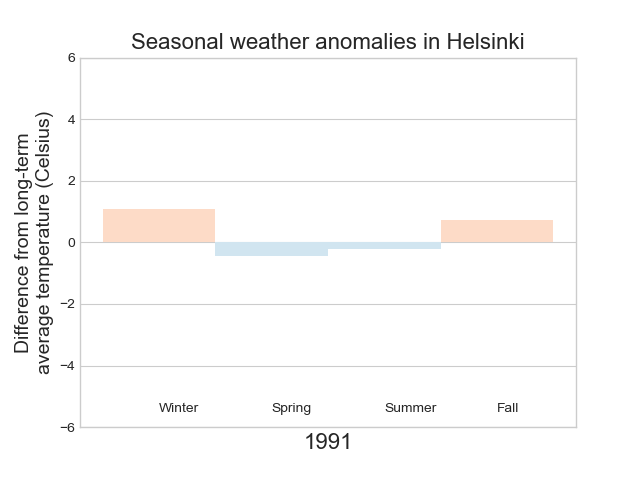 Seasonal weather anomalies in Helsinki
Difference from long-term
average temperature (Celsius)
6
4
2
0
−2
−4
−6
Winter Spring Summer Fall
1991